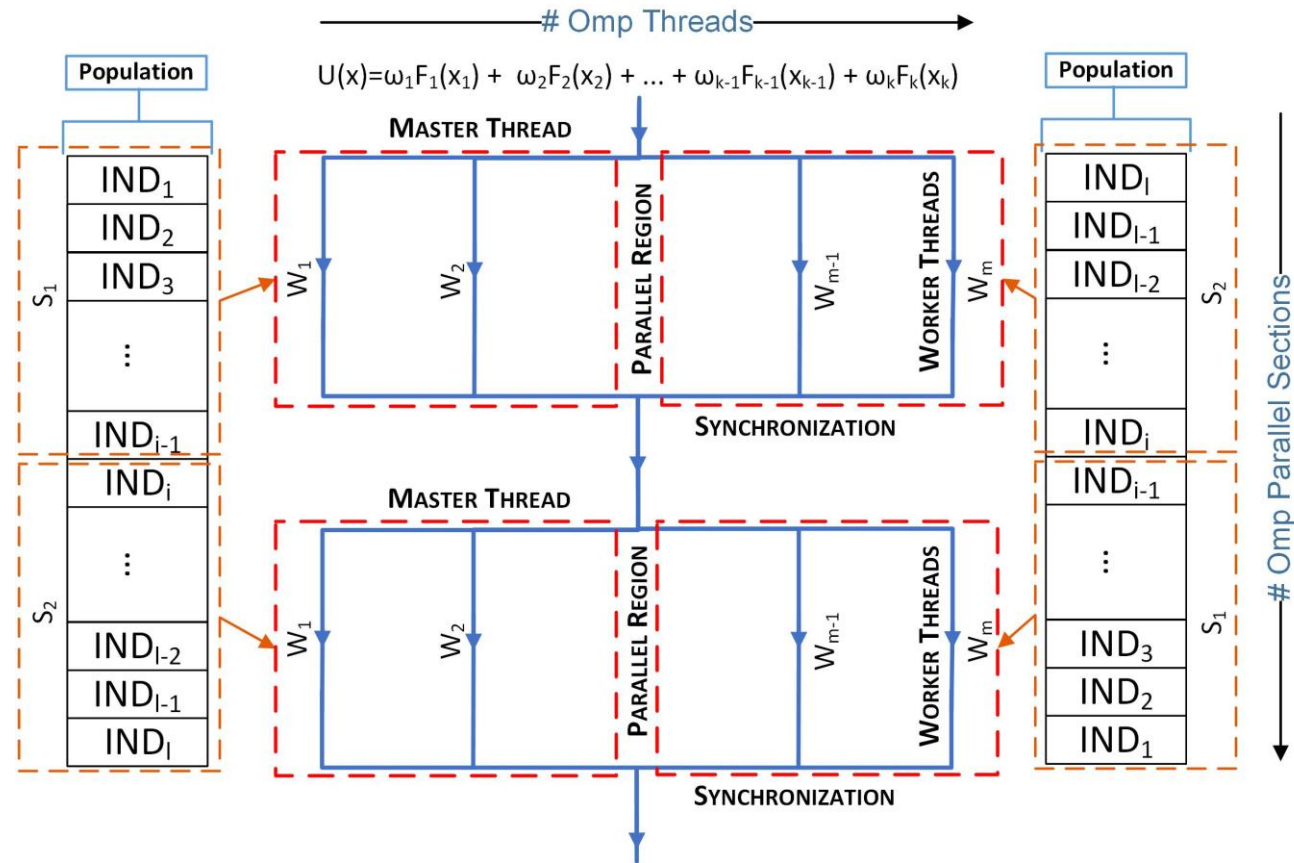 # Omp Threads
U(x)=ω₁F₁(x₁) + ω₂F₂(x₂) + ... + ωₖ₋₁Fₖ₋₁(xₖ₋₁) + ωₖFₖ(xₖ)
Population
S₁
IND₁
IND₂
IND₃
...
INDᵢ₋₁
S₂
INDᵢ
...
INDₗ₋₂
INDₗ₋₁
INDₗ
MASTER THREAD
W₁
W₂
PARALLEL REGION
Wₘ₋₁
WORKER THREADS
Wₘ
SYNCHRONIZATION
MASTER THREAD
W₁
W₂
PARALLEL REGION
Wₘ₋₁
WORKER THREADS
Wₘ
SYNCHRONIZATION
Population
INDₗ
INDₗ₋₁
INDₗ₋₂
...
INDᵢ
S₂
INDᵢ₋₁
...
IND₃
IND₂
IND₁
S₁
# Omp Parallel Sections